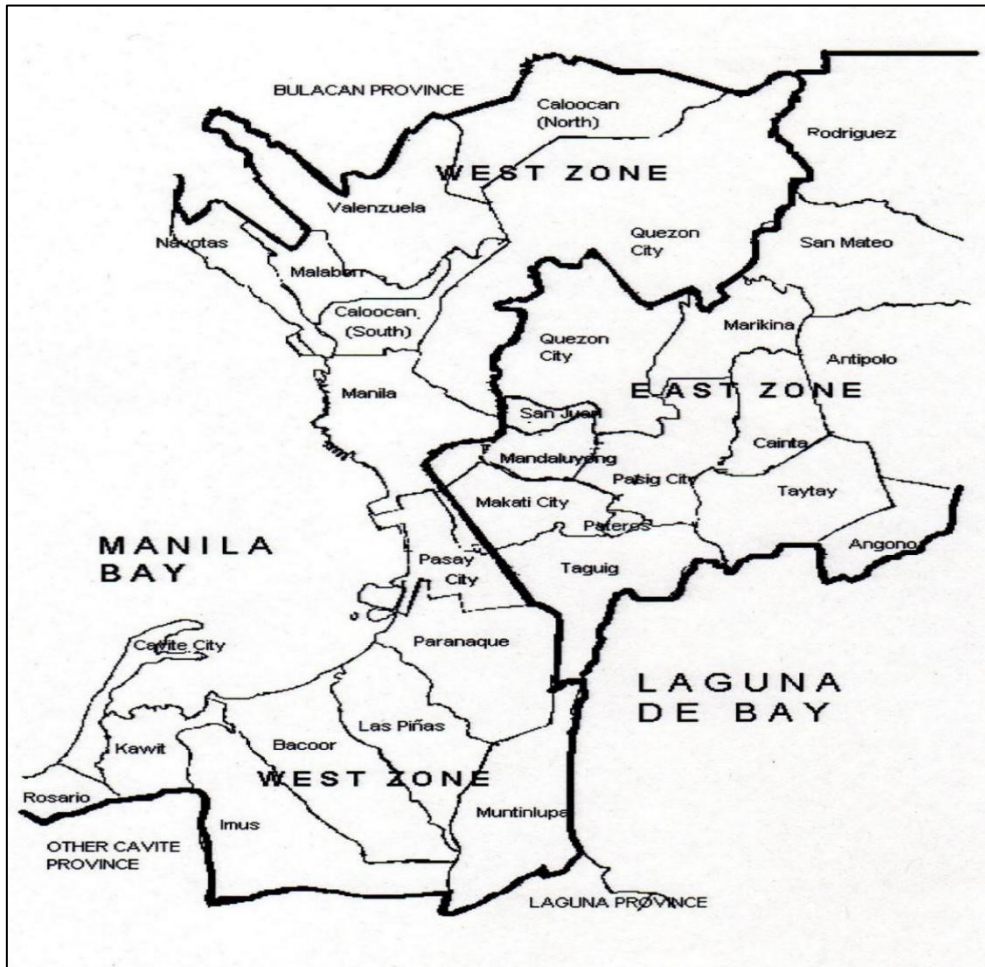 BULACAN PROVINCE
Caloocan
(North)
Rodriguez
WEST ZONE
Valenzuela
Navotas
Quezon
City
San Mateo
Malabon
Caloocan
(South)
Marikina
Quezon
City
Antipolo
Manila
EAST ZONE
San Juan
Cainta
Mandaluyong
Pasig City
Taytay
Makati City
Pateros
Angono
MANILA
BAY
Pasay
City
Taguig
Cavite City
Paranaque
LAGUNA
DE BAY
Las Piñas
Kawit
Bacoor
WEST ZONE
Rosario
Imus
Muntinlupa
OTHER CAVITE
PROVINCE
LAGUNA PROVINCE